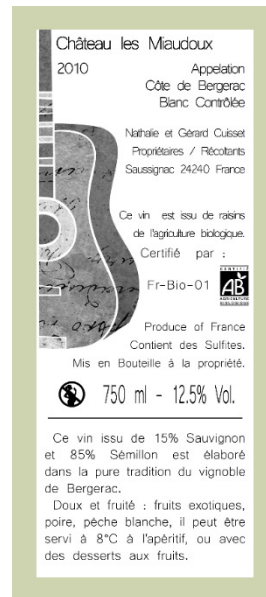 Château les Miaudoux
2010
Appelation
Côte de Bergerac
Blanc Contrôlée
Nathalie et Gérard Cuisset
Propriétaires / Récoltants
Saussignac 24240 France
Ce vin est issu de raisins
de l'agriculture biologique.
Certifié par :
Fr-Bio-01
CERTIFIÉ
AB
AGRICULTURE
BIOLOGIQUE
Produce of France
Contient des Sulfites.
Mis en Bouteille à la propriété.
750 ml - 12.5% Vol.
Ce vin issu de 15% Sauvignon
et 85% Sémillon est élaboré
dans la pure tradition du vignoble
de Bergerac.
Doux et fruité : fruits exotiques,
poire, pêche blanche, il peut être
servi à 8°C à l'apéritif, ou avec
des desserts aux fruits.